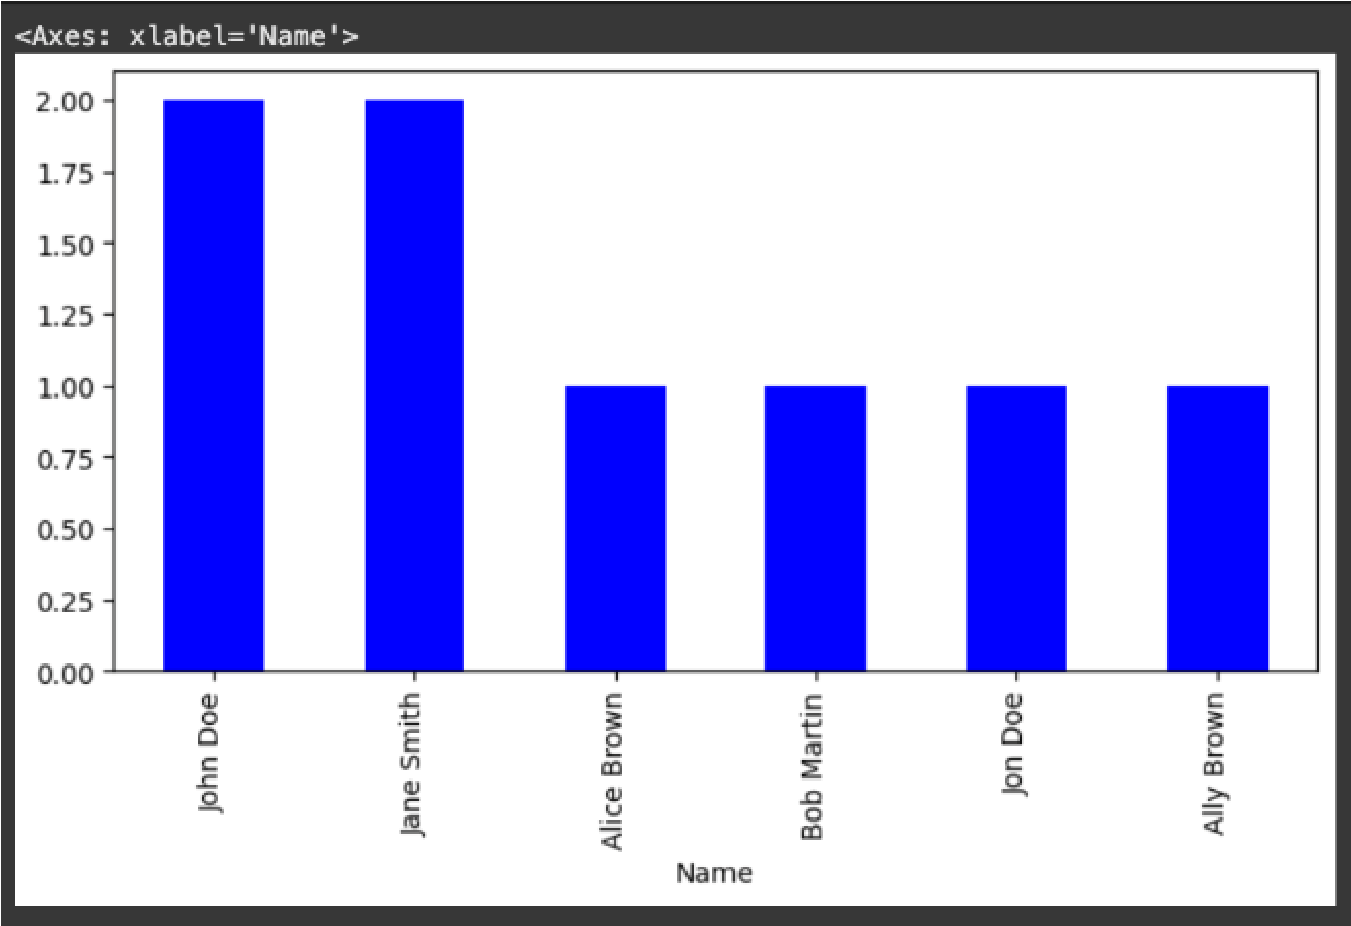 <Axes: xlabel='Name'>
2.00
1.75
1.50
1.25
1.00
0.75
0.50
0.25
0.00
John Doe
Jane Smith
Alice Brown
Bob Martin
Jon Doe
Ally Brown
Name